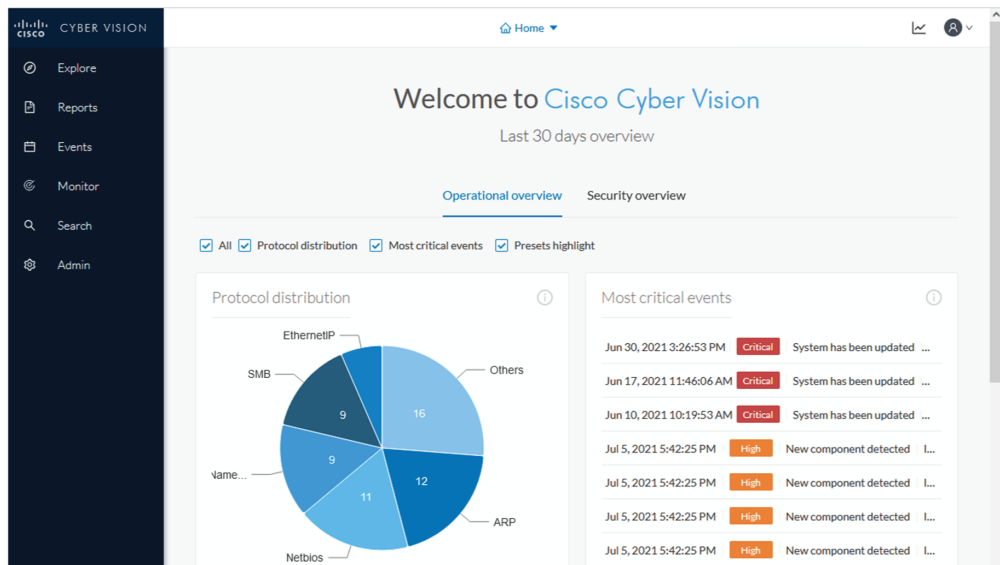 CISCO CYBER VISION
Home
Explore
Reports
Events
Monitor
Search
Admin
Welcome to Cisco Cyber Vision
Last 30 days overview
Operational overview Security overview
All Protocol distribution Most critical events Presets highlight
Protocol distribution
EthernetIP
SMB
Others
9
16
9
12
Name...
11
ARP
Netbios
Most critical events
Jun 30, 2021 3:26:53 PM Critical System has been updated ...
Jun 17, 2021 11:46:06 AM Critical System has been updated ...
Jun 10, 2021 10:19:53 AM Critical System has been updated ...
Jul 5, 2021 5:42:25 PM High New component detected I...
Jul 5, 2021 5:42:25 PM High New component detected I...
Jul 5, 2021 5:42:25 PM High New component detected I...
Jul 5, 2021 5:42:25 PM High New component detected I...